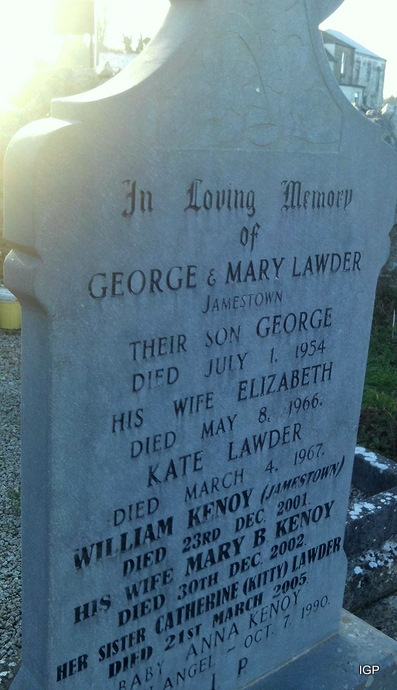 In Loving Memory
of
GEORGE & MARY LAWDER
JAMESTOWN
THEIR SON GEORGE
DIED JULY 1, 1954
HIS WIFE ELIZABETH
DIED MAY 8, 1966.
KATE LAWDER
DIED MARCH 4, 1967.
WILLIAM KENOY (JAMESTOWN)
DIED 23RD DEC. 2001.
HIS WIFE MARY B. KENOY
DIED 30TH DEC. 2002.
HER SISTER CATHERINE (KITTY) LAWDER
DIED 21ST MARCH 2005.
BABY ANNA KENOY
ANGEL - OCT. 7, 1990.
I P
IGP